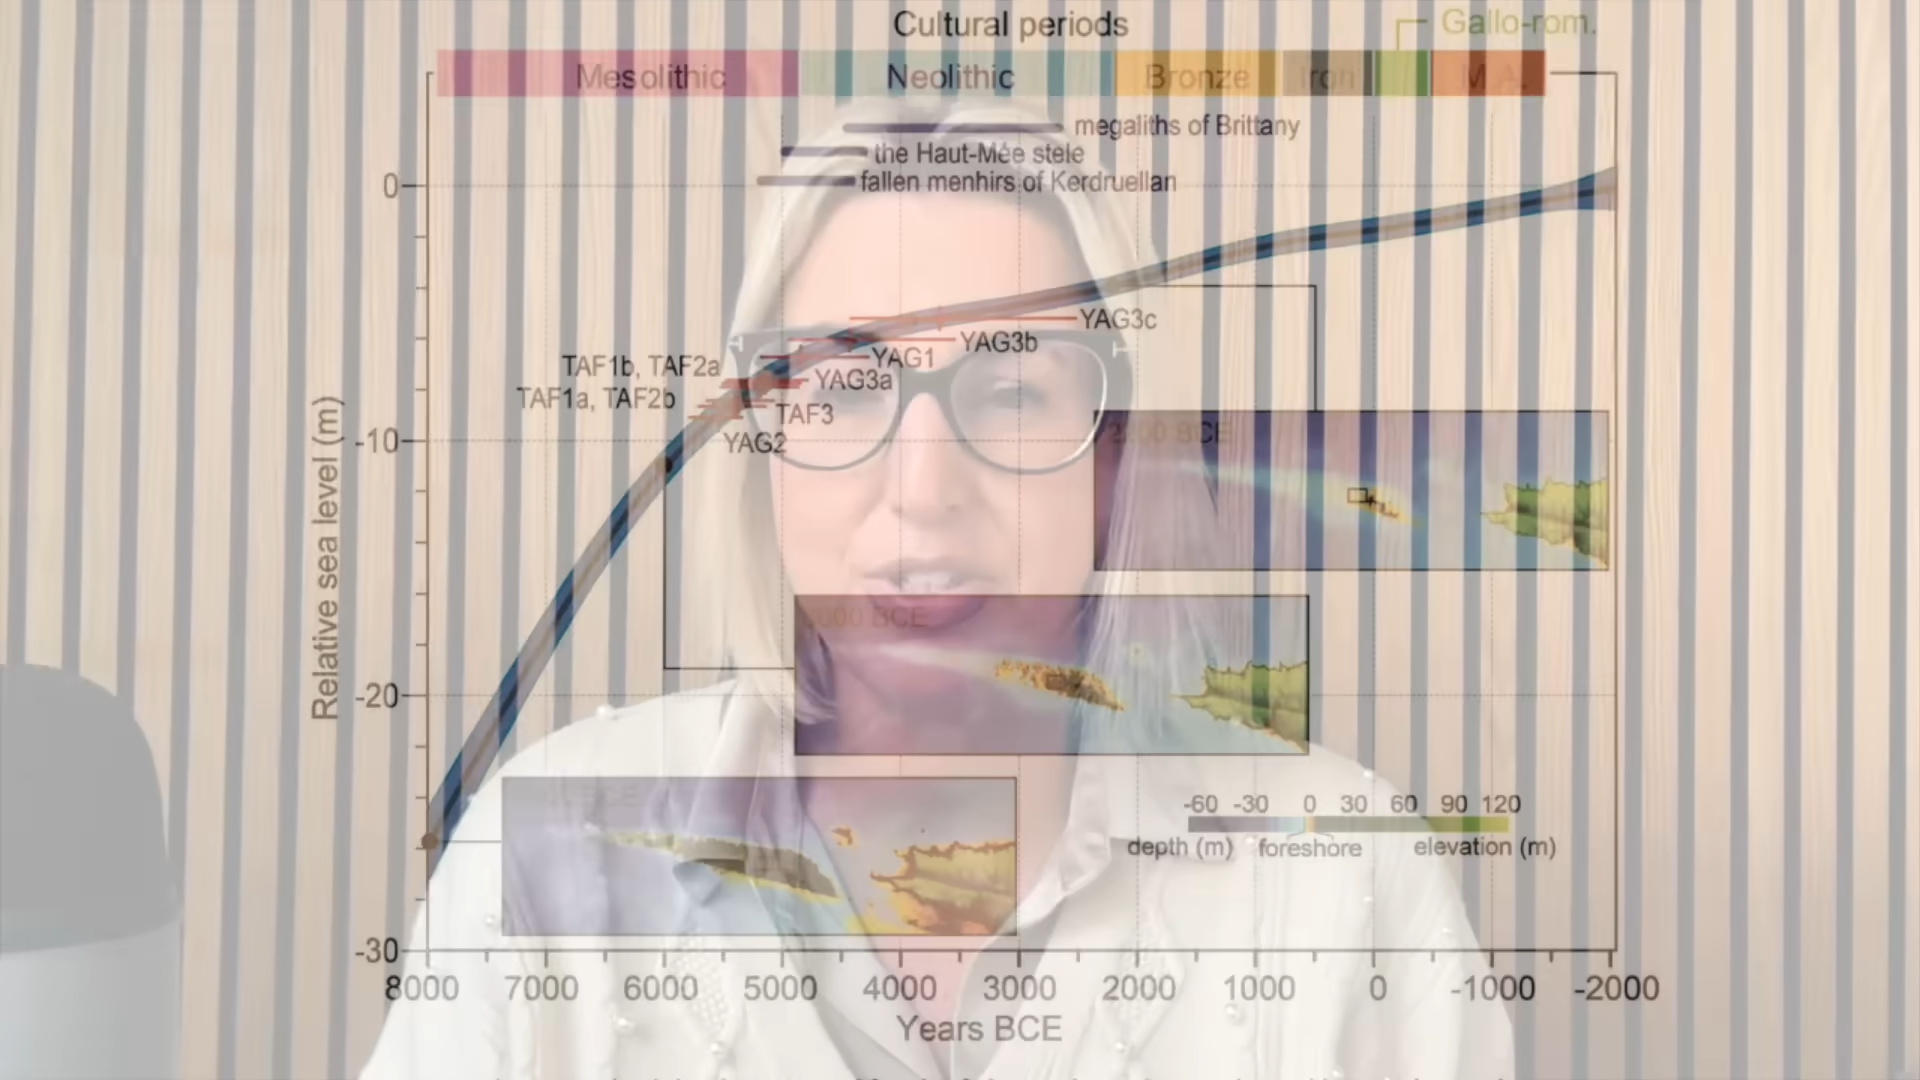 Cultural periods
Gallo-rom.
Mesolithic
Neolithic
Bronze
Iron
M.A.
megaliths of Brittany
the Haut-Mée stele
fallen menhirs of Kerdruellan
0
-10
-20
-30
Relative sea level (m)
YAG3c
YAG3b
YAG1
YAG3a
TAF1b, TAF2a
TAF1a, TAF2b
TAF3
YAG2
BCE
BCE
-60 -30 0 30 60 90 120
depth (m) foreshore elevation (m)
8000 7000 6000 5000 4000 3000 2000 1000 0 -1000 -2000
Years BCE